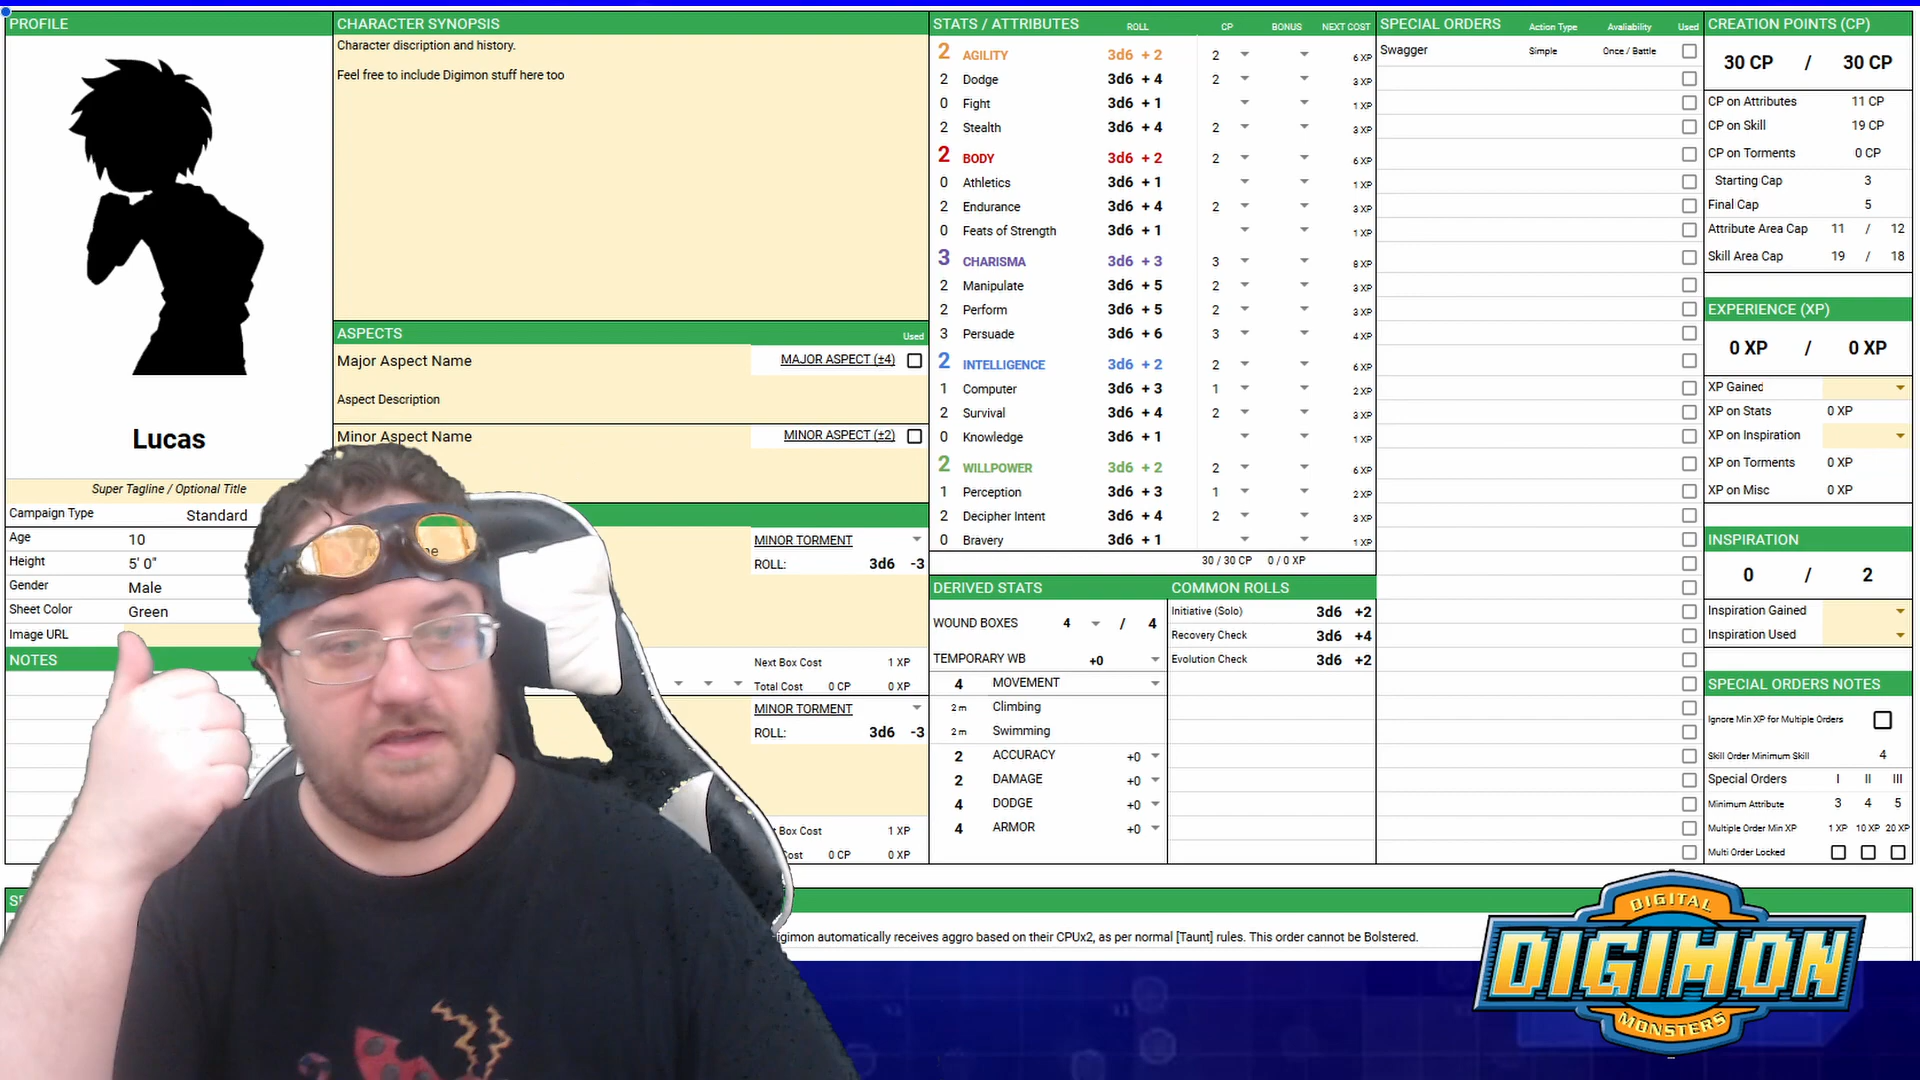 PROFILE
Lucas
Super Tagline / Optional Title
Campaign Type Standard
Age 10
Height 5' 0"
Gender Male
Sheet Color Green
Image URL
NOTES
CHARACTER SYNOPSIS
Character discription and history.
Feel free to include Digimon stuff here too
ASPECTS Used
Major Aspect Name MAJOR ASPECT (±4)
Aspect Description
Minor Aspect Name MINOR ASPECT (±2)
MINOR TORMENT
ROLL: 3d6 -3
Next Box Cost 1 XP
Total Cost 0 CP 0 XP
MINOR TORMENT
ROLL: 3d6 -3
Box Cost 1 XP
Cost 0 CP 0 XP
STATS / ATTRIBUTES ROLL CP BONUS NEXT COST
2 AGILITY 3d6 + 2 2 6 XP
2 Dodge 3d6 + 4 2 3 XP
0 Fight 3d6 + 1 1 XP
2 Stealth 3d6 + 4 2 3 XP
2 BODY 3d6 + 2 2 6 XP
0 Athletics 3d6 + 1 1 XP
2 Endurance 3d6 + 4 2 3 XP
0 Feats of Strength 3d6 + 1 1 XP
3 CHARISMA 3d6 + 3 3 8 XP
2 Manipulate 3d6 + 5 2 3 XP
2 Perform 3d6 + 5 2 3 XP
3 Persuade 3d6 + 6 3 4 XP
2 INTELLIGENCE 3d6 + 2 2 6 XP
1 Computer 3d6 + 3 1 2 XP
2 Survival 3d6 + 4 2 3 XP
0 Knowledge 3d6 + 1 1 XP
2 WILLPOWER 3d6 + 2 2 6 XP
1 Perception 3d6 + 3 1 2 XP
2 Decipher Intent 3d6 + 4 2 3 XP
0 Bravery 3d6 + 1 1 XP
30 / 30 CP 0 / 0 XP
DERIVED STATS
WOUND BOXES 4 / 4
TEMPORARY WB +0
4 MOVEMENT
2 m Climbing
2 m Swimming
2 ACCURACY +0
2 DAMAGE +0
4 DODGE +0
4 ARMOR +0
COMMON ROLLS
Initiative (Solo) 3d6 +2
Recovery Check 3d6 +4
Evolution Check 3d6 +2
SPECIAL ORDERS Action Type Avaliability Used
Swagger Simple Once / Battle
CREATION POINTS (CP)
30 CP / 30 CP
CP on Attributes 11 CP
CP on Skill 19 CP
CP on Torments 0 CP
Starting Cap 3
Final Cap 5
Attribute Area Cap 11 / 12
Skill Area Cap 19 / 18
EXPERIENCE (XP)
0 XP / 0 XP
XP Gained
XP on Stats 0 XP
XP on Inspiration
XP on Torments 0 XP
XP on Misc 0 XP
INSPIRATION
0 / 2
Inspiration Gained
Inspiration Used
SPECIAL ORDERS NOTES
Ignore Min XP for Multiple Orders
Skill Order Minimum Skill 4
Special Orders I II III
Minimum Attribute 3 4 5
Multiple Order Min XP 1 XP 10 XP 20 XP
Multi Order Locked
igimon automatically receives aggro based on their CPUx2, as per normal [Taunt] rules. This order cannot be Bolstered.
DIGITAL
DIGIMON
MONSTERS